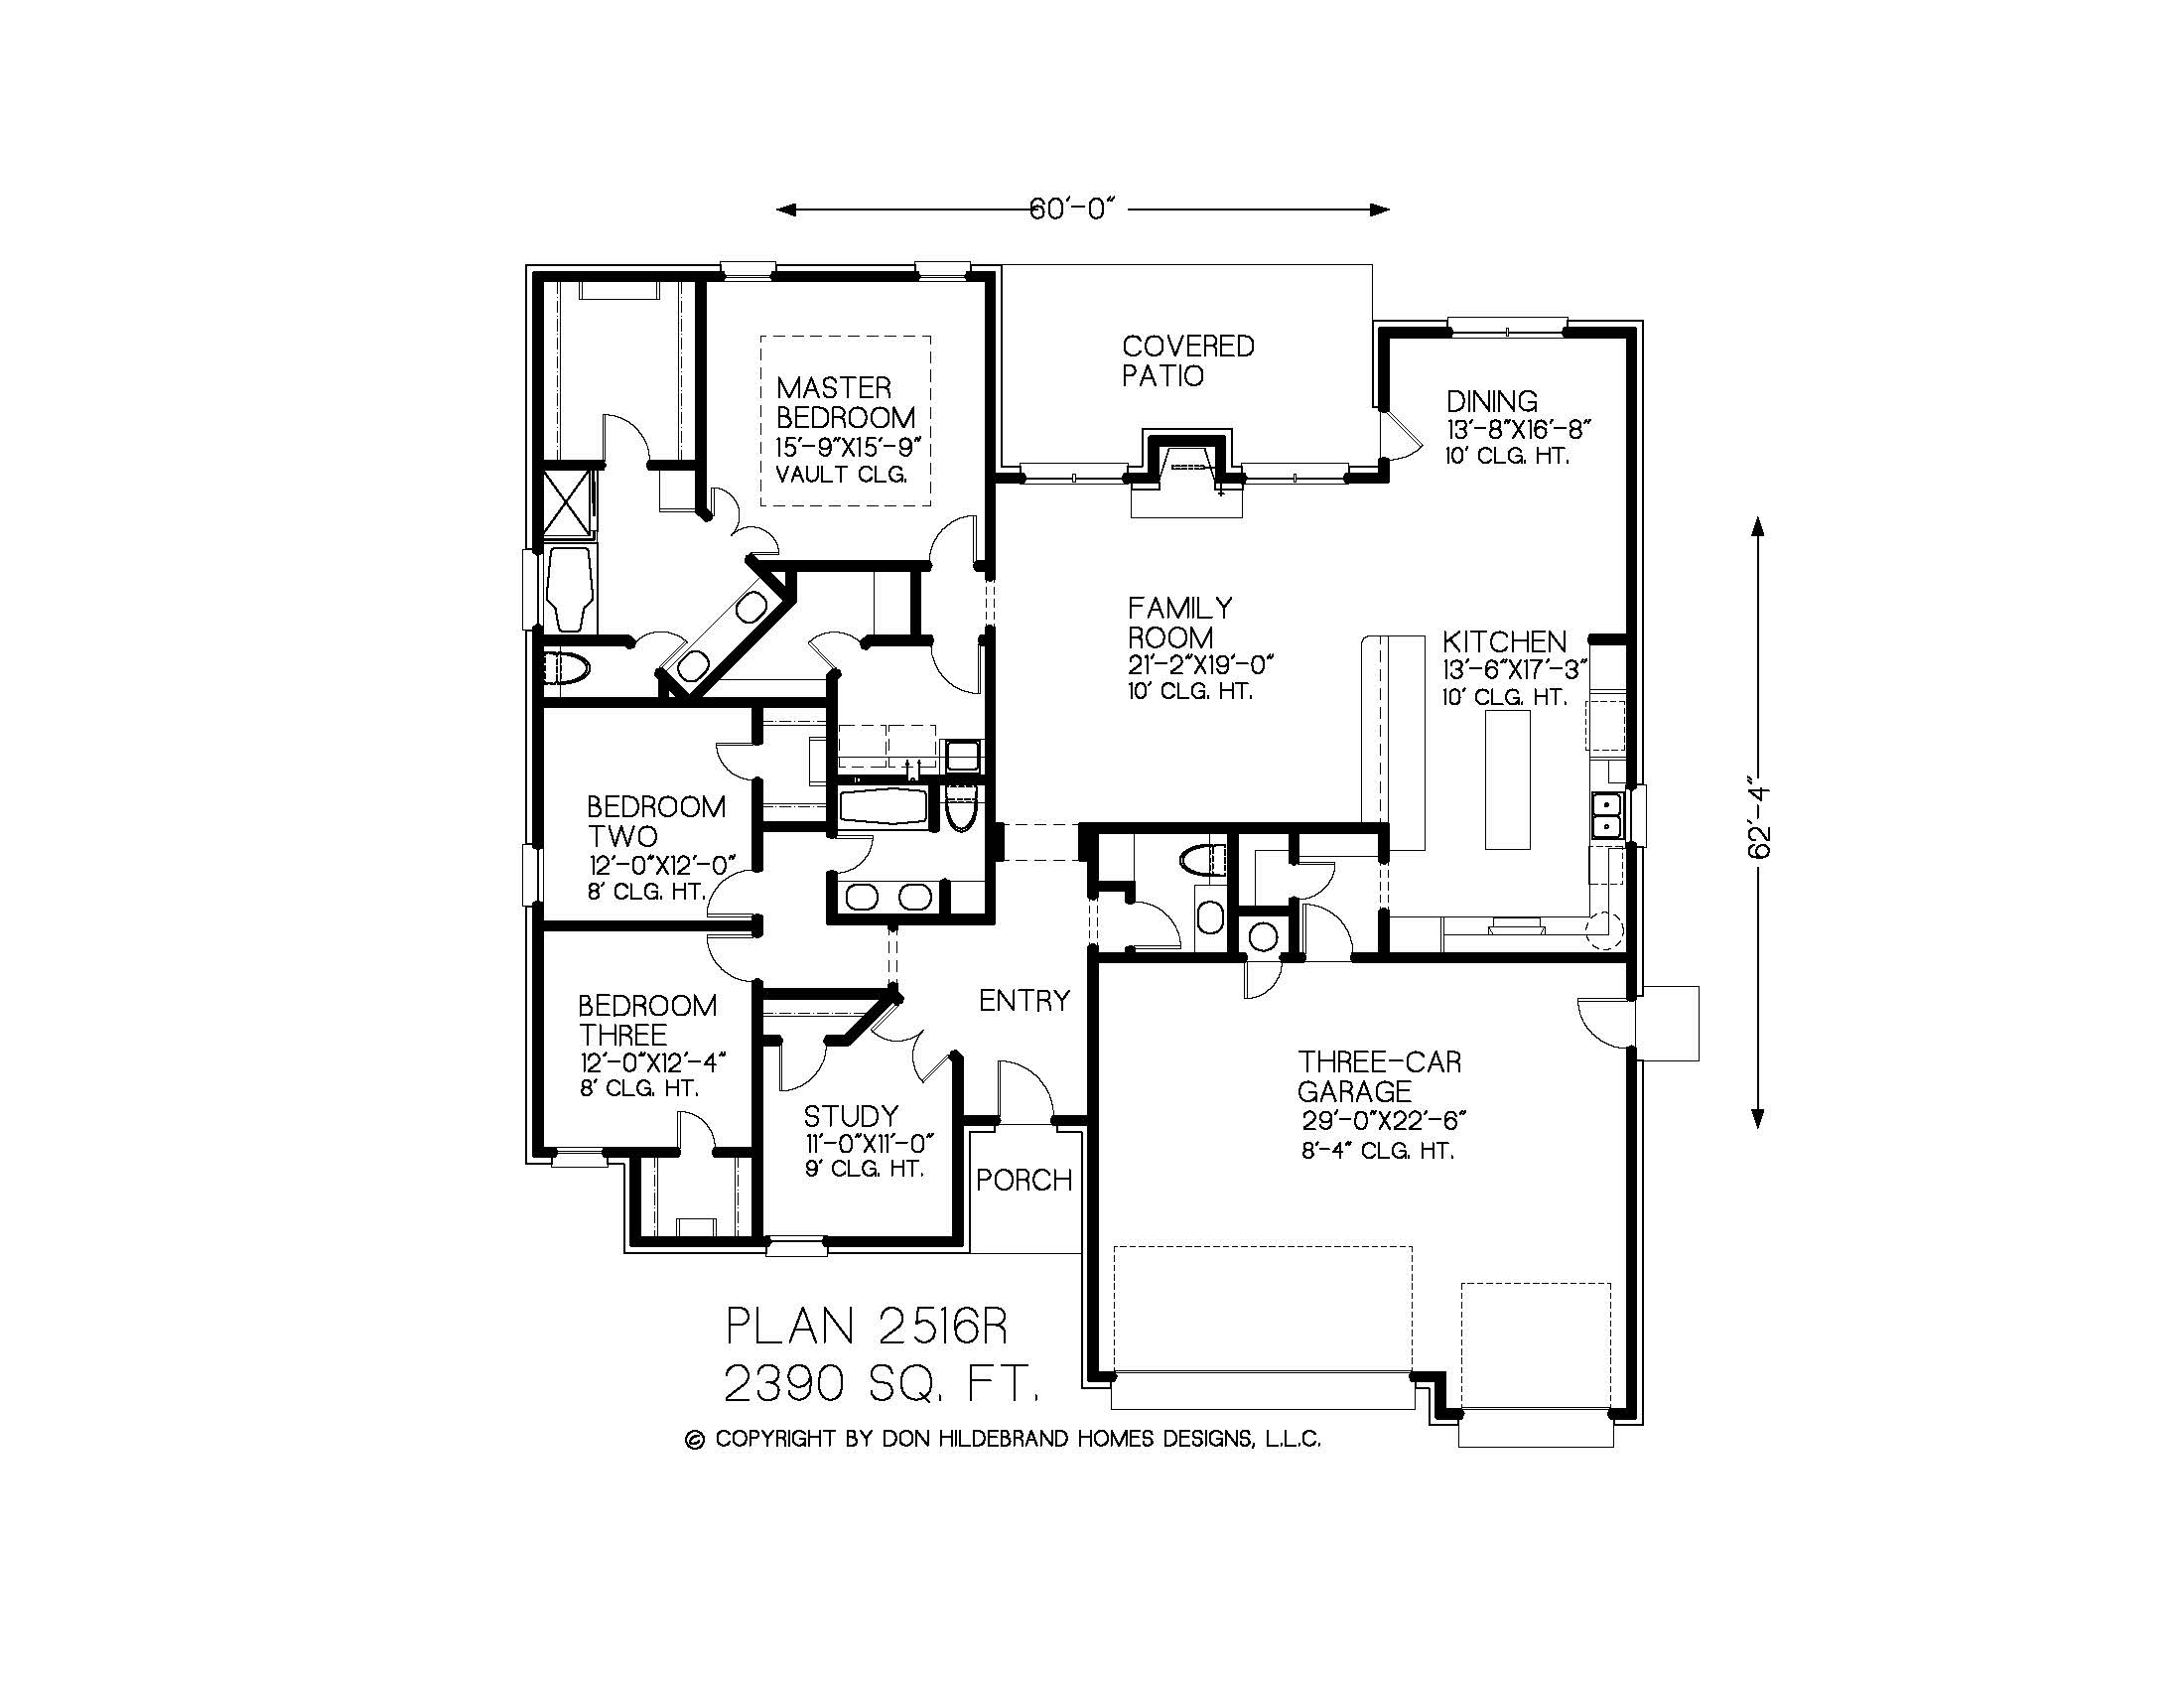 60'-0"
COVERED
PATIO
MASTER
BEDROOM
15'-9"X15'-9"
VAULT CLG.
DINING
13'-8"X16'-8"
10' CLG. HT.
FAMILY
ROOM
21'-2"X19'-0"
10' CLG. HT.
KITCHEN
13'-6"X17'-3"
10' CLG. HT.
62'-4"
BEDROOM
TWO
12'-0"X12'-0"
8' CLG. HT.
BEDROOM
THREE
12'-0"X12'-4"
8' CLG. HT.
ENTRY
STUDY
11'-0"X11'-0"
9' CLG. HT.
PORCH
THREE-CAR
GARAGE
29'-0"X22'-6"
8'-4" CLG. HT.
PLAN 2516R
2390 SQ. FT.
© COPYRIGHT BY DON HILDEBRAND HOMES DESIGNS, L.L.C.